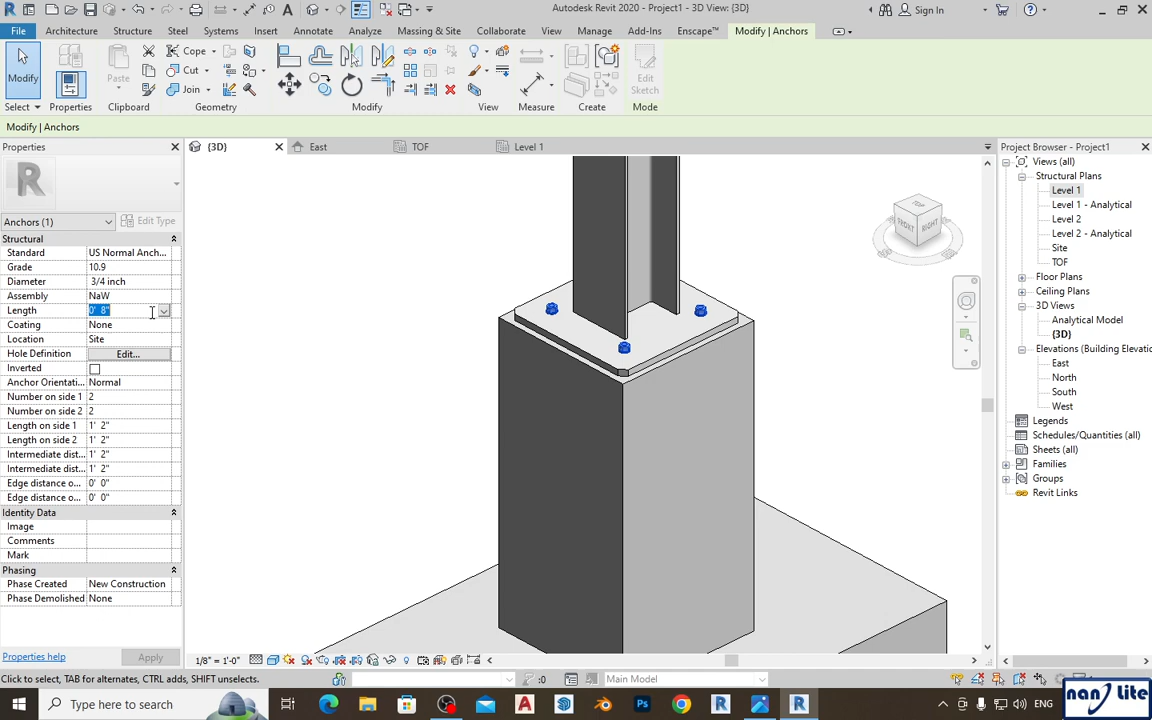 Autodesk Revit 2020 - Project1 - 3D View: {3D}
Sign In
File Architecture Structure Steel Systems Insert Annotate Analyze Massing & Site Collaborate View Manage Add-Ins Enscape™ Modify | Anchors
Modify Paste Cope Cut Join Edit Sketch
Select Properties Clipboard Geometry Modify View Measure Create Mode
Modify | Anchors
Properties
{3D} East TOF Level 1
Project Browser - Project1
Anchors (1) Edit Type
Structural
Standard US Normal Anch...
Grade 10.9
Diameter 3/4 inch
Assembly NaW
Length 0' 8"
Coating None
Location Site
Hole Definition Edit...
Inverted
Anchor Orientati... Normal
Number on side 1 2
Number on side 2 2
Length on side 1 1' 2"
Length on side 2 1' 2"
Intermediate dist... 1' 2"
Intermediate dist... 1' 2"
Edge distance o... 0' 0"
Edge distance o... 0' 0"
Identity Data
Image
Comments
Mark
Phasing
Phase Created New Construction
Phase Demolished None
Properties help Apply
TOP
FRONT RIGHT
Views (all)
Structural Plans
Level 1
Level 1 - Analytical
Level 2
Level 2 - Analytical
Site
TOF
Floor Plans
Ceiling Plans
3D Views
Analytical Model
{3D}
Elevations (Building Elevatio
East
North
South
West
Legends
Schedules/Quantities (all)
Sheets (all)
Families
Groups
Revit Links
1/8" = 1'-0"
Click to select, TAB for alternates, CTRL adds, SHIFT unselects.
:0 Main Model
Type here to search
ENG
nanolite